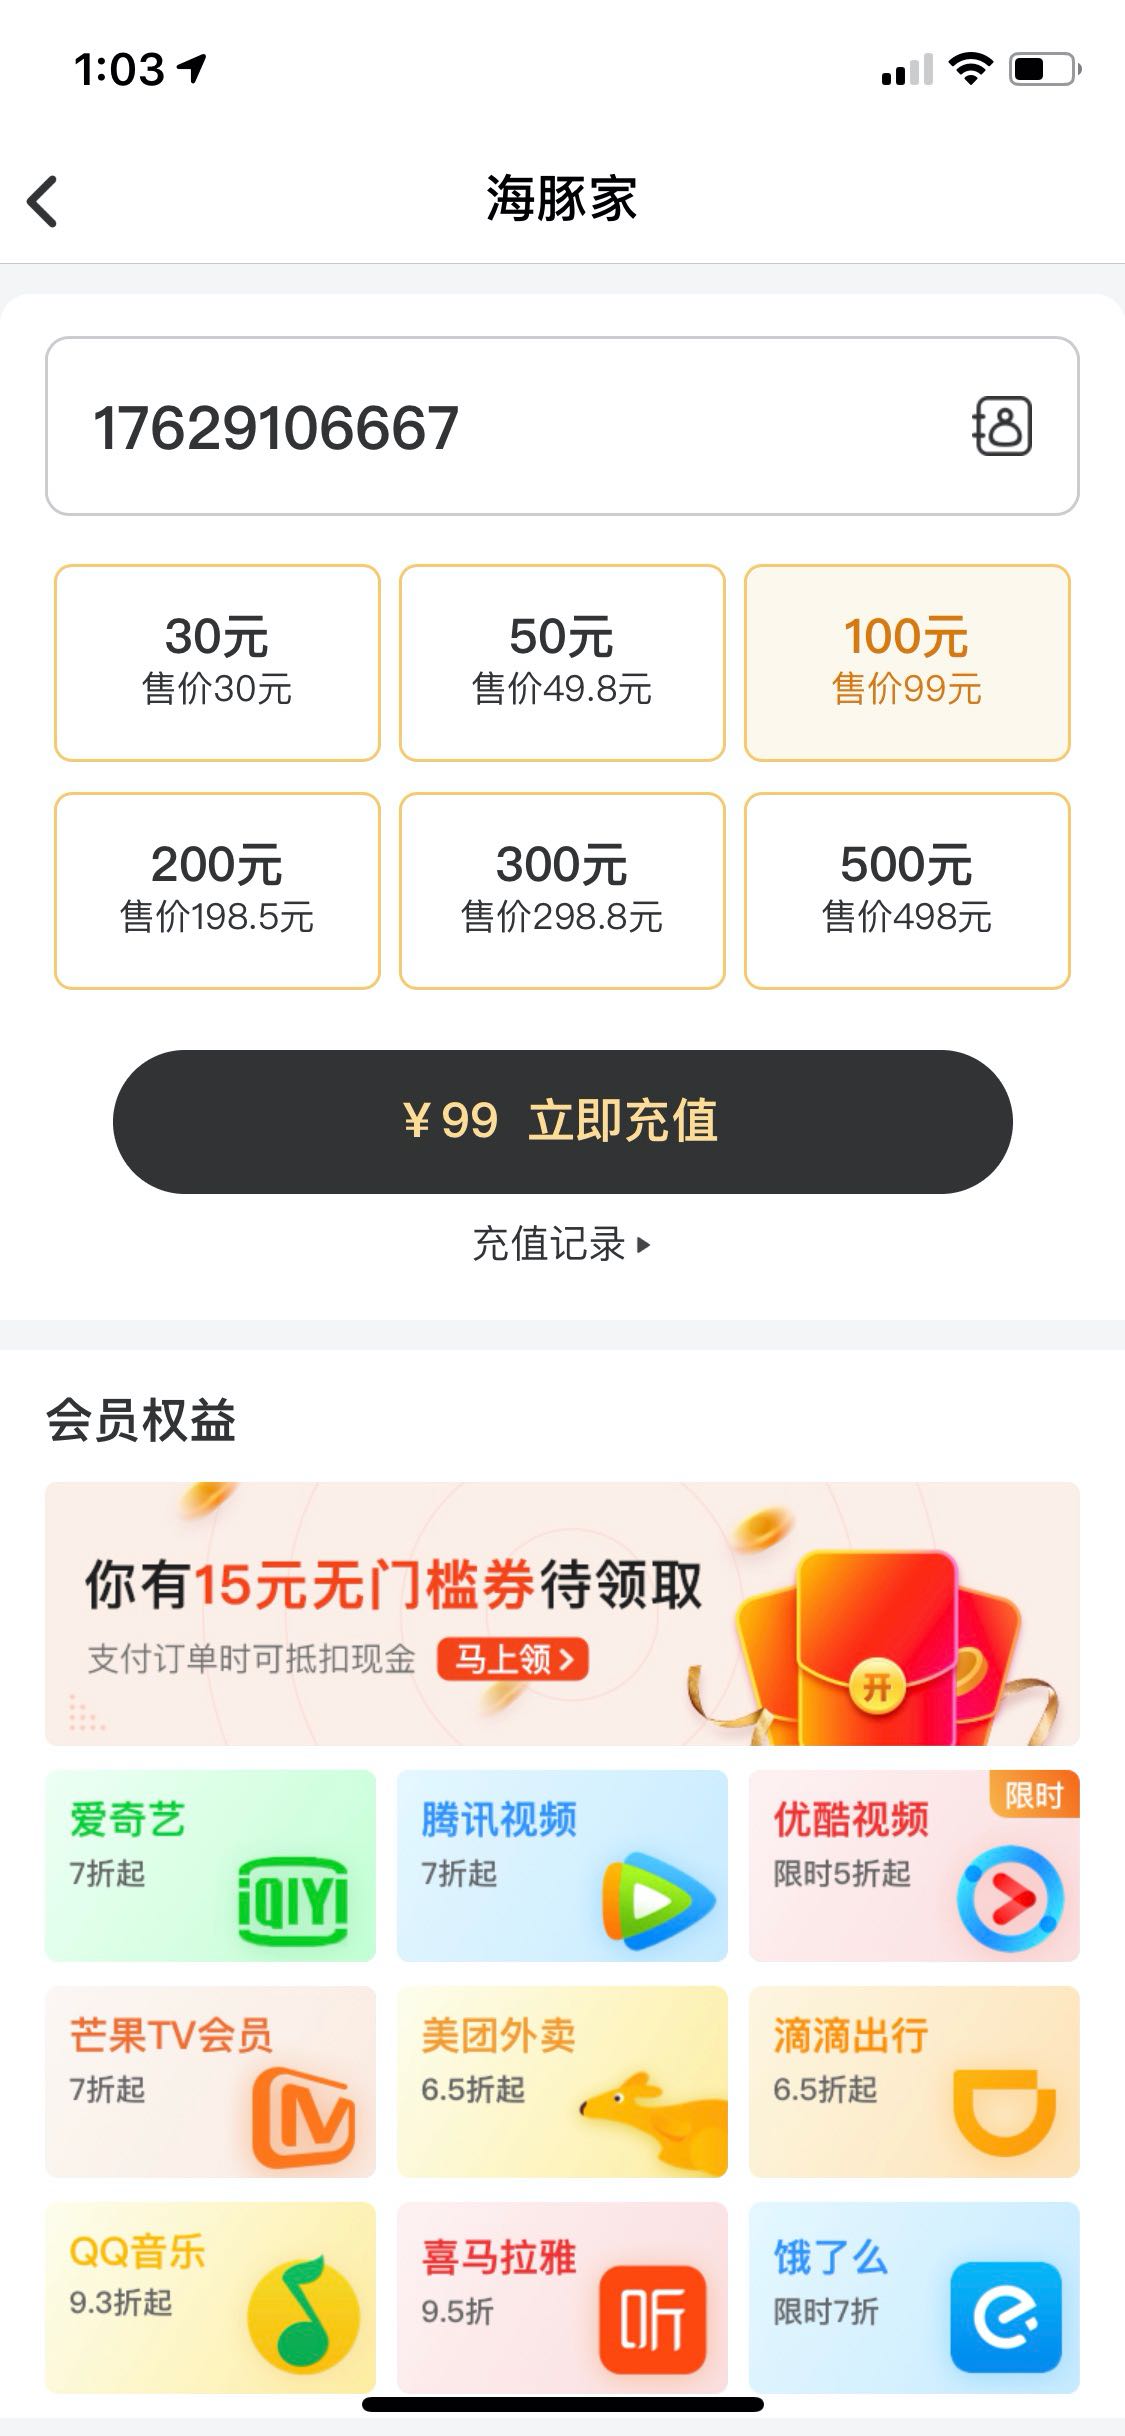 1:03
海豚家
17629106667
30元
售价30元
50元
售价49.8元
100元
售价99元
200元
售价198.5元
300元
售价298.8元
500元
售价498元
¥99 立即充值
充值记录
会员权益
你有15元无门槛券待领取
支付订单时可抵扣现金 马上领
开
爱奇艺
7折起
iQIYI
腾讯视频
7折起
限时
优酷视频
限时5折起
芒果TV会员
7折起
美团外卖
6.5折起
滴滴出行
6.5折起
QQ音乐
9.3折起
喜马拉雅
9.5折
听
饿了么
限时7折